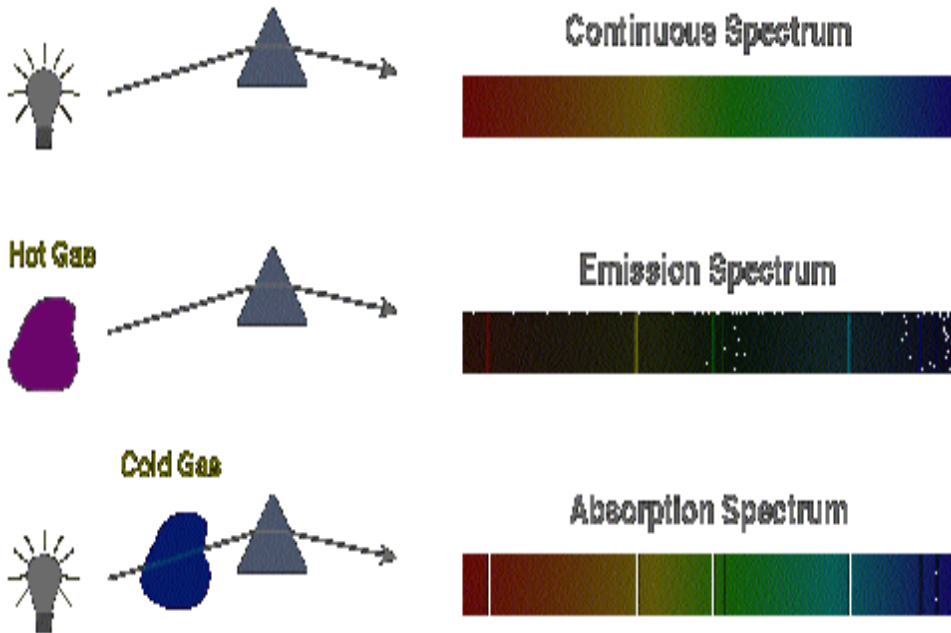 Continuous Spectrum
Hot Gas
Emission Spectrum
Cold Gas
Absorption Spectrum